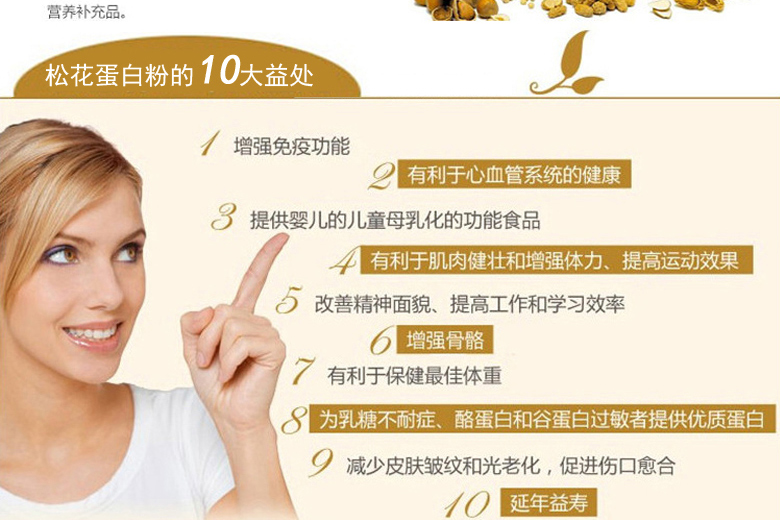 营养补充品。
松花蛋白粉的10大益处
1 增强免疫功能
2 有利于心血管系统的健康
3 提供婴儿的儿童母乳化的功能食品
4 有利于肌肉健壮和增强体力、提高运动效果
5 改善精神面貌、提高工作和学习效率
6 增强骨骼
7 有利于保健最佳体重
8 为乳糖不耐症、酪蛋白和谷蛋白过敏者提供优质蛋白
9 减少皮肤皱纹和光老化，促进伤口愈合
10 延年益寿